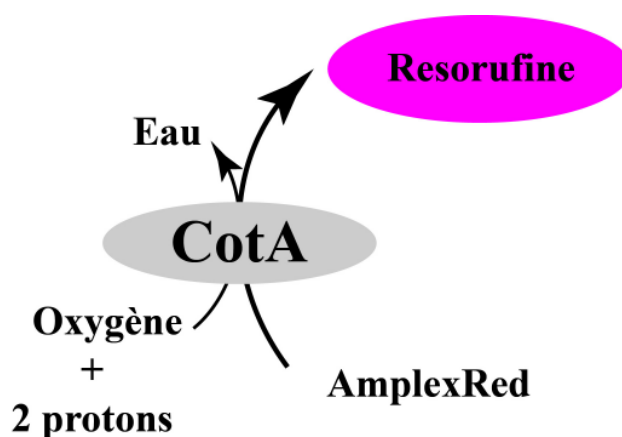 Resorufine
Eau
CotA
Oxygène
+
2 protons
AmplexRed